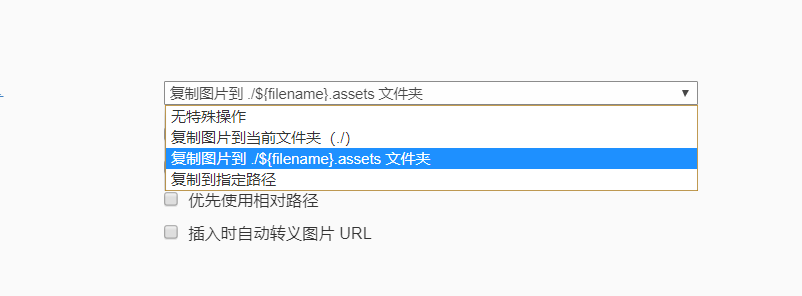 复制图片到 ./${filename}.assets 文件夹
无特殊操作
复制图片到当前文件夹（./）
复制图片到 ./${filename}.assets 文件夹
复制到指定路径
优先使用相对路径
插入时自动转义图片 URL